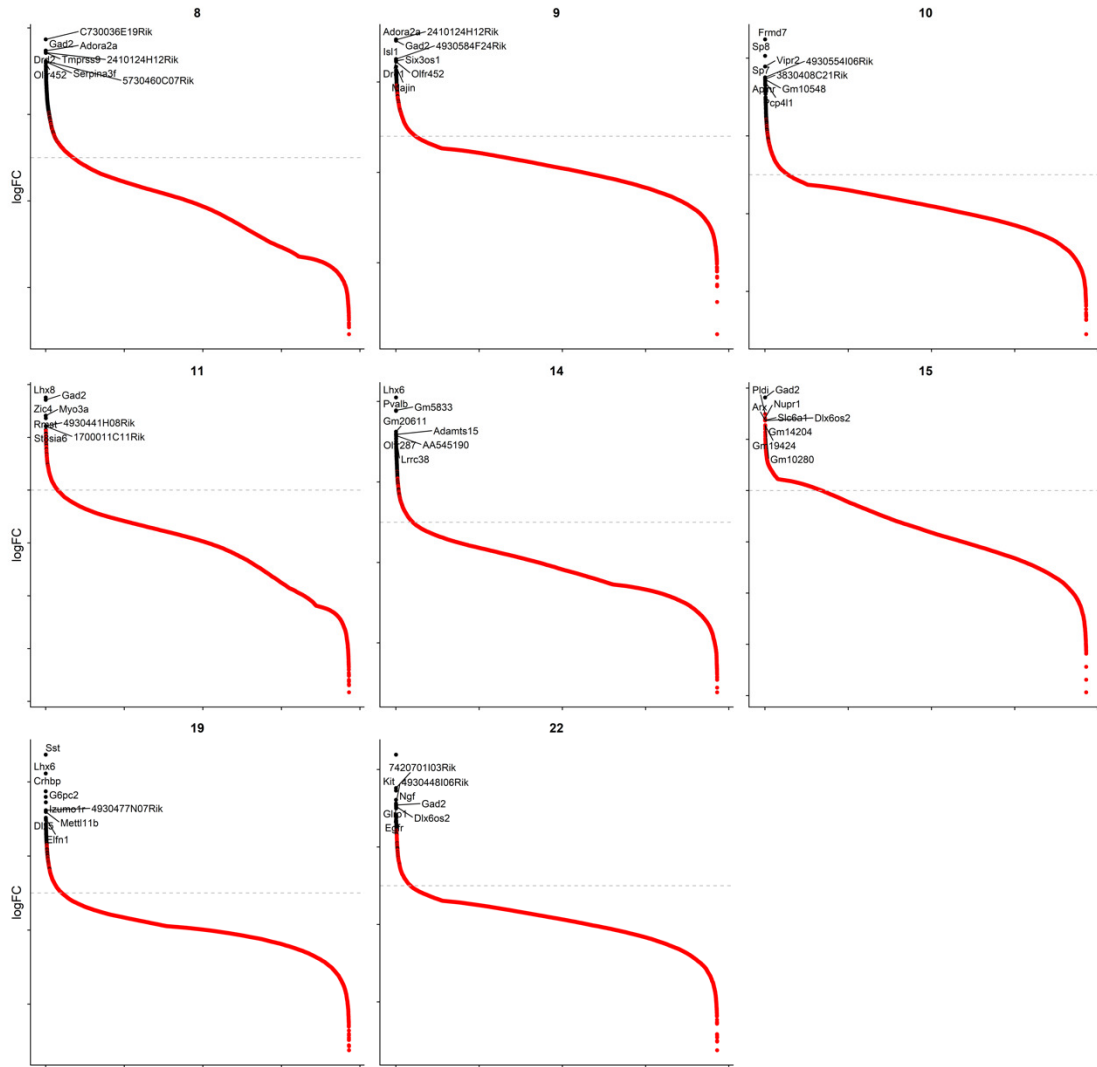 8
9
10
C730036E19Rik
Gad2
Adora2a
Drd2
Tmprss9
2410124H12Rik
Olfr452
Serpina3f
5730460C07Rik
Adora2a
2410124H12Rik
Gad2
4930584F24Rik
Isl1
Six3os1
Drd1
Olfr452
Majin
Frmd7
Sp8
Vipr2
4930554I06Rik
Sp7
3830408C21Rik
Gm10548
Pcp4l1
logFC
11
14
15
Lhx8
Gad2
Zic4
Myo3a
4930441H08Rik
1700011C11Rik
Lhx6
Pvalb
Gm5833
Gm20611
Adamts15
AA545190
Lrrc38
Gad2
Arx
Nupr1
Slc6a1
Dlx6os2
Gm14204
Gm19424
Gm10280
logFC
19
22
Sst
Lhx6
Crhbp
G6pc2
Izumo1r
4930477N07Rik
Mettl11b
Elfn1
7420701I03Rik
Kit
4930448I06Rik
Ngf
Gad2
Dlx6os2
Egfr
logFC